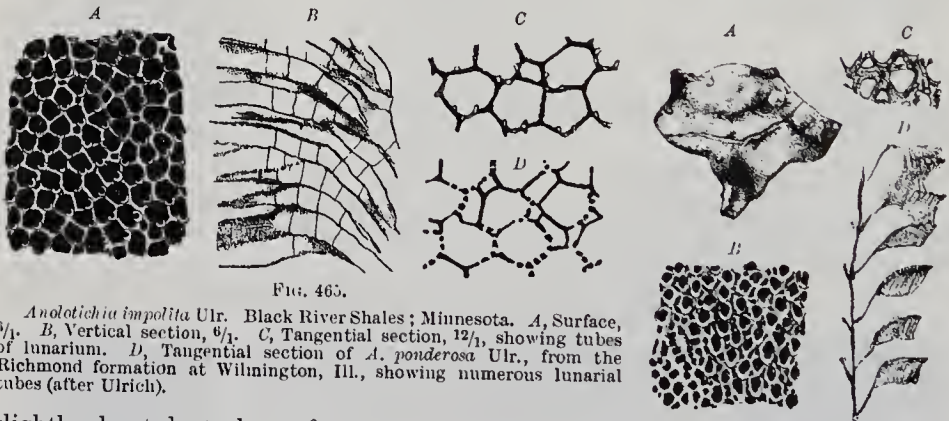 A B C A C
D D
B
FIG. 465.
Anolotichia impolita Ulr. Black River Shales; Minnesota. A, Surface,
6/1. B, Vertical section, 6/1. C, Tangential section, 12/1, showing tubes
of lunarium. D, Tangential section of A. ponderosa Ulr., from the
Richmond formation at Wilmington, Ill., showing numerous lunarial
tubes (after Ulrich).